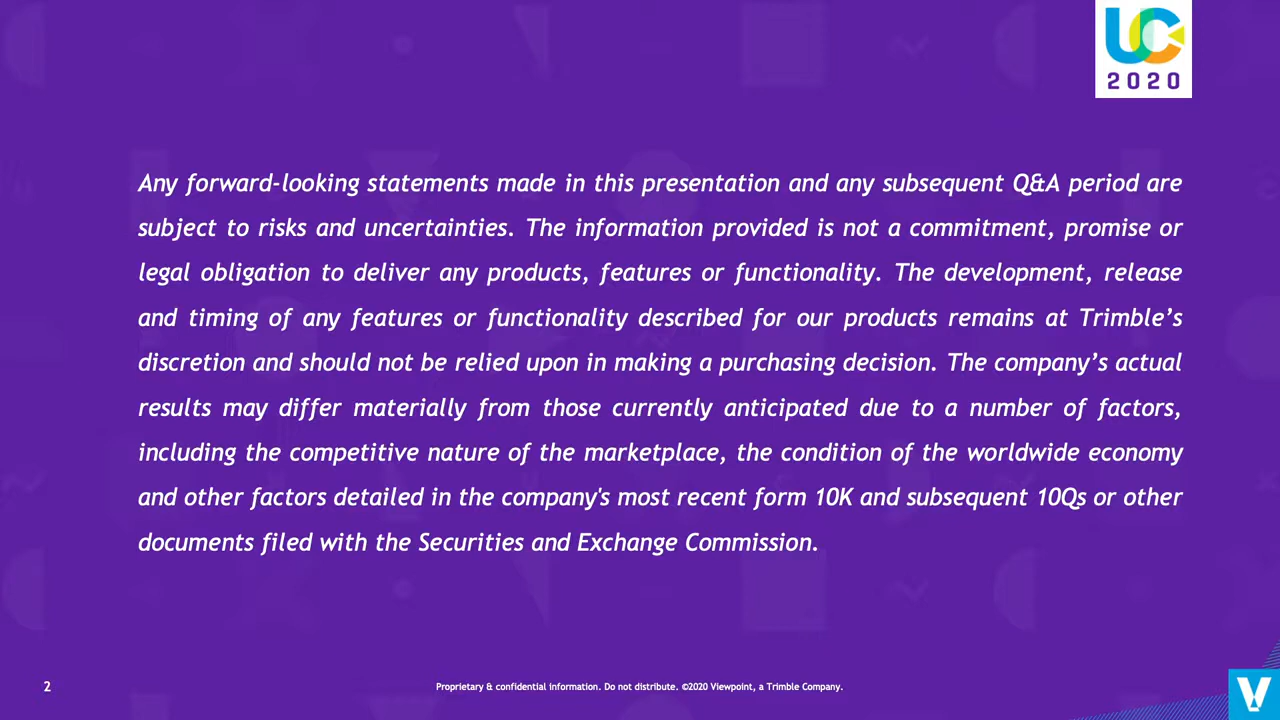 UC
2020
Any forward-looking statements made in this presentation and any subsequent Q&A period are
subject to risks and uncertainties. The information provided is not a commitment, promise or
legal obligation to deliver any products, features or functionality. The development, release
and timing of any features or functionality described for our products remains at Trimble’s
discretion and should not be relied upon in making a purchasing decision. The company’s actual
results may differ materially from those currently anticipated due to a number of factors,
including the competitive nature of the marketplace, the condition of the worldwide economy
and other factors detailed in the company's most recent form 10K and subsequent 10Qs or other
documents filed with the Securities and Exchange Commission.
2
Proprietary & confidential information. Do not distribute. ©2020 Viewpoint, a Trimble Company.